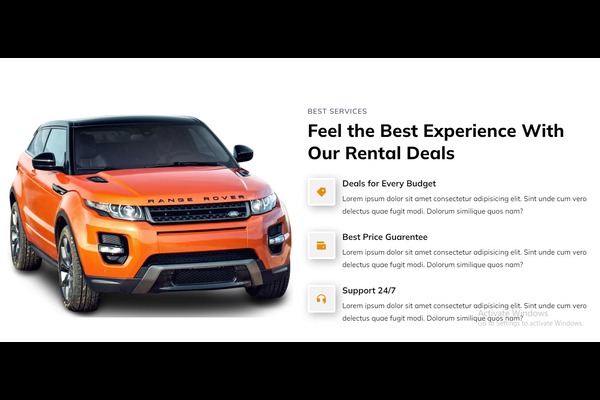 BEST SERVICES
Feel the Best Experience With
Our Rental Deals
Deals for Every Budget
Lorem ipsum dolor sit amet consectetur adipisicing elit. Sint unde cum vero
delectus quae fugit modi. Dolorum similique quos nam?
Best Price Guarentee
Lorem ipsum dolor sit amet consectetur adipisicing elit. Sint unde cum vero
delectus quae fugit modi. Dolorum similique quos nam?
Support 24/7
Lorem ipsum dolor sit amet consectetur adipisicing elit. Sint unde cum vero
delectus quae fugit modi. Dolorum similique quos nam?
Activate Windows
Go to Settings to activate Windows.
RANGE ROVER